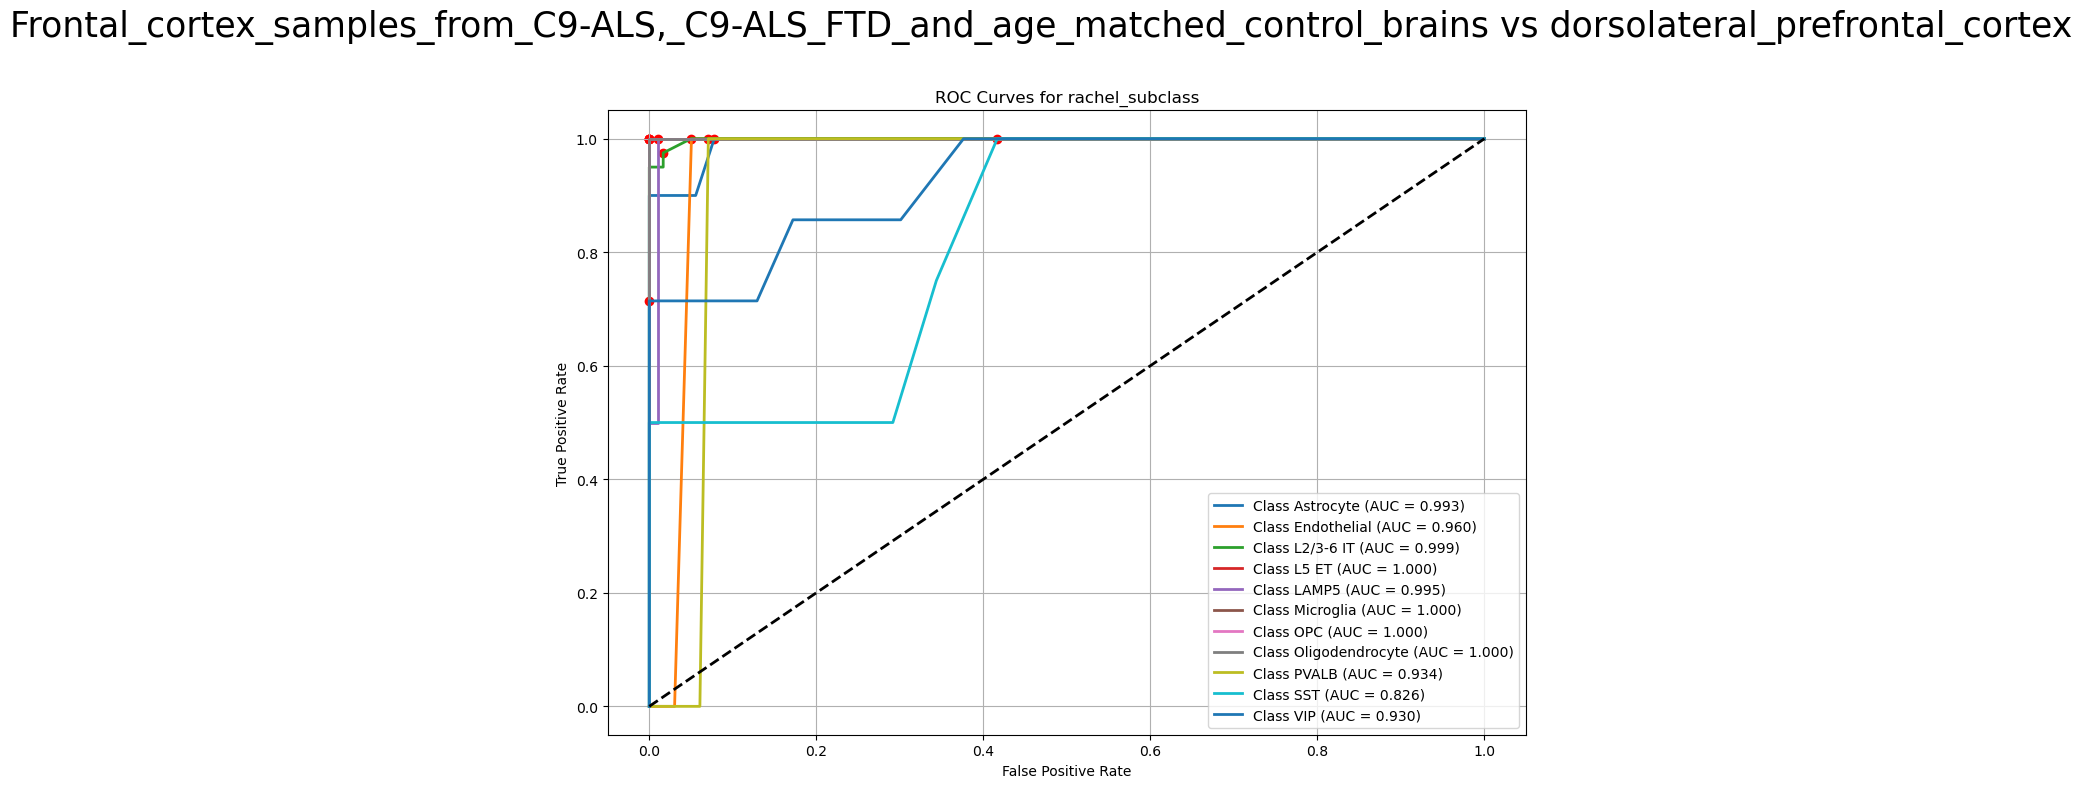 Frontal_cortex_samples_from_C9-ALS,_C9-ALS_FTD_and_age_matched_control_brains vs dorsolateral_prefrontal_cortex
ROC Curves for rachel_subclass
True Positive Rate
1.0
0.8
0.6
0.4
0.2
0.0
Class Astrocyte (AUC = 0.993)
Class Endothelial (AUC = 0.960)
Class L2/3-6 IT (AUC = 0.999)
Class L5 ET (AUC = 1.000)
Class LAMP5 (AUC = 0.995)
Class Microglia (AUC = 1.000)
Class OPC (AUC = 1.000)
Class Oligodendrocyte (AUC = 1.000)
Class PVALB (AUC = 0.934)
Class SST (AUC = 0.826)
Class VIP (AUC = 0.930)
0.0 0.2 0.4 0.6 0.8 1.0
False Positive Rate